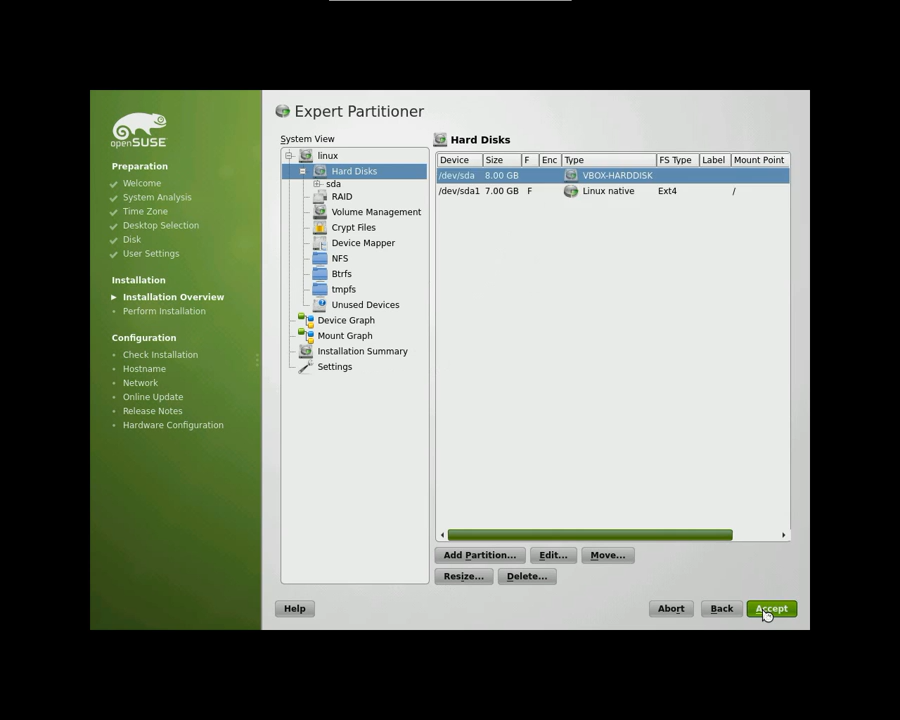 openSUSE
Preparation
Welcome
System Analysis
Time Zone
Desktop Selection
Disk
User Settings
Installation
Installation Overview
Perform Installation
Configuration
Check Installation
Hostname
Network
Online Update
Release Notes
Hardware Configuration
Expert Partitioner
System View
linux
Hard Disks
sda
RAID
Volume Management
Crypt Files
Device Mapper
NFS
Btrfs
tmpfs
Unused Devices
Device Graph
Mount Graph
Installation Summary
Settings
Hard Disks
Device Size F Enc Type FS Type Label Mount Point
/dev/sda 8.00 GB VBOX-HARDDISK
/dev/sda1 7.00 GB F Linux native Ext4 /
Add Partition... Edit... Move...
Resize... Delete...
Help Abort Back Accept